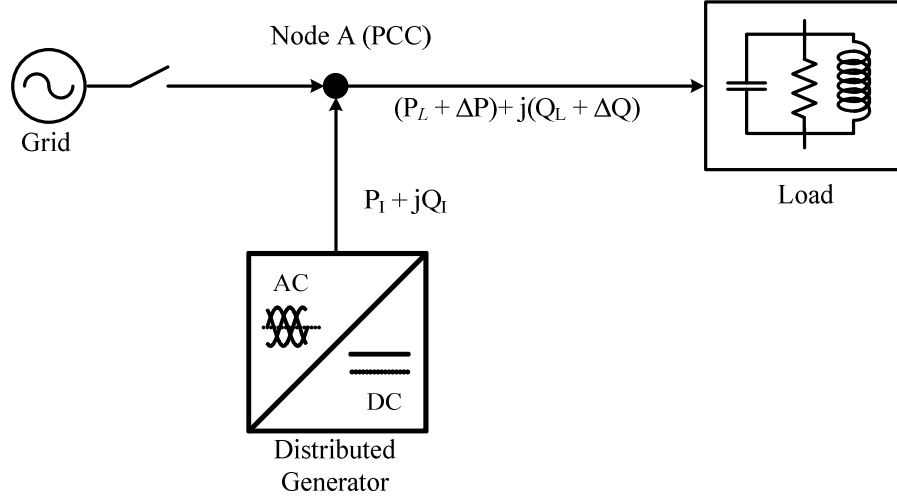 Node A (PCC)
Grid
(P_L + ΔP)+ j(Q_L + ΔQ)
Load
P_I + jQ_I
AC
DC
Distributed
Generator